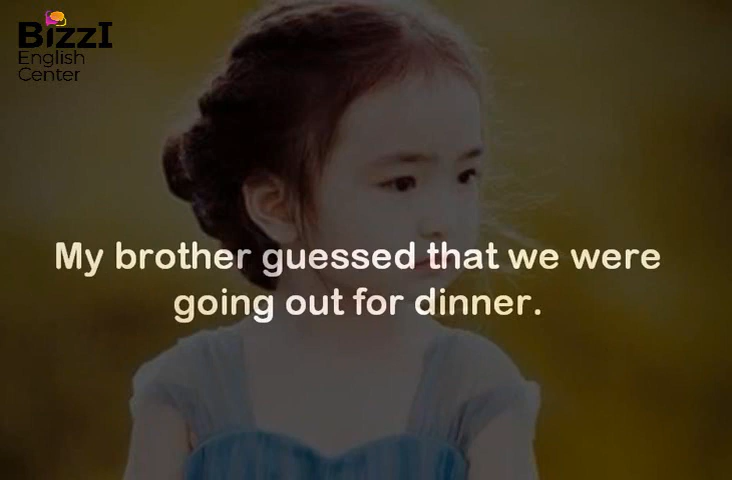 BizzI
English
Center
My brother guessed that we were
going out for dinner.